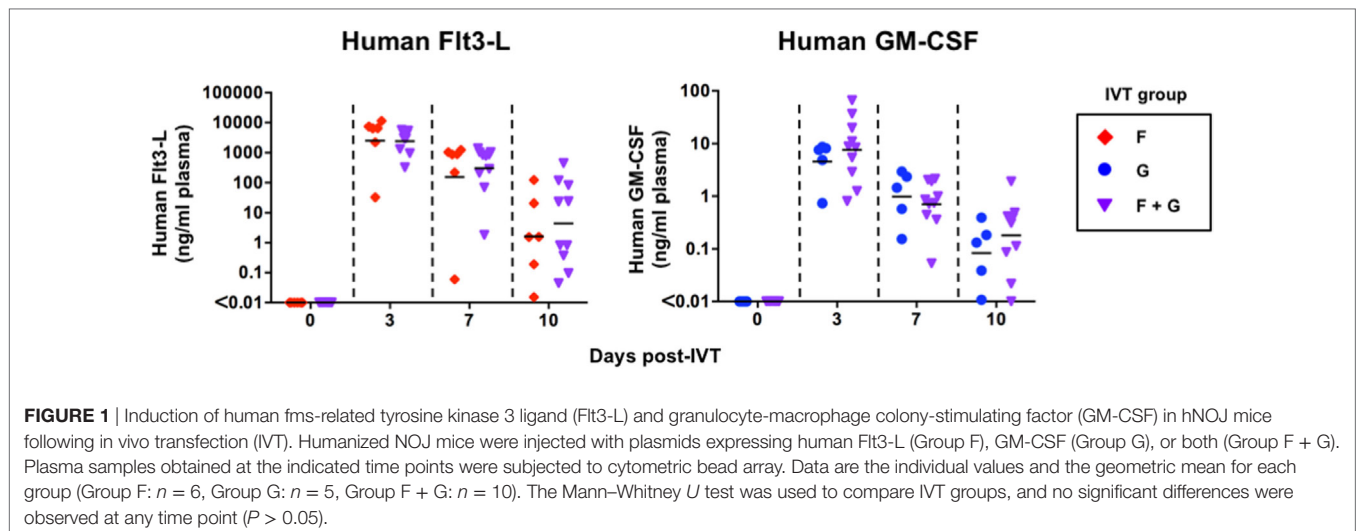 Human Flt3-L
Human Flt3-L
(ng/ml plasma)
100000
10000
1000
100
10
1
0.1
<0.01
0 3 7 10
Human GM-CSF
Human GM-CSF
(ng/ml plasma)
100
10
1
0.1
<0.01
0 3 7 10
Days post-IVT
IVT group
F
G
F + G
FIGURE 1 | Induction of human fms-related tyrosine kinase 3 ligand (Flt3-L) and granulocyte-macrophage colony-stimulating factor (GM-CSF) in hNOJ mice
following in vivo transfection (IVT). Humanized NOJ mice were injected with plasmids expressing human Flt3-L (Group F), GM-CSF (Group G), or both (Group F + G).
Plasma samples obtained at the indicated time points were subjected to cytometric bead array. Data are the individual values and the geometric mean for each
group (Group F: n = 6, Group G: n = 5, Group F + G: n = 10). The Mann–Whitney U test was used to compare IVT groups, and no significant differences were
observed at any time point (P > 0.05).